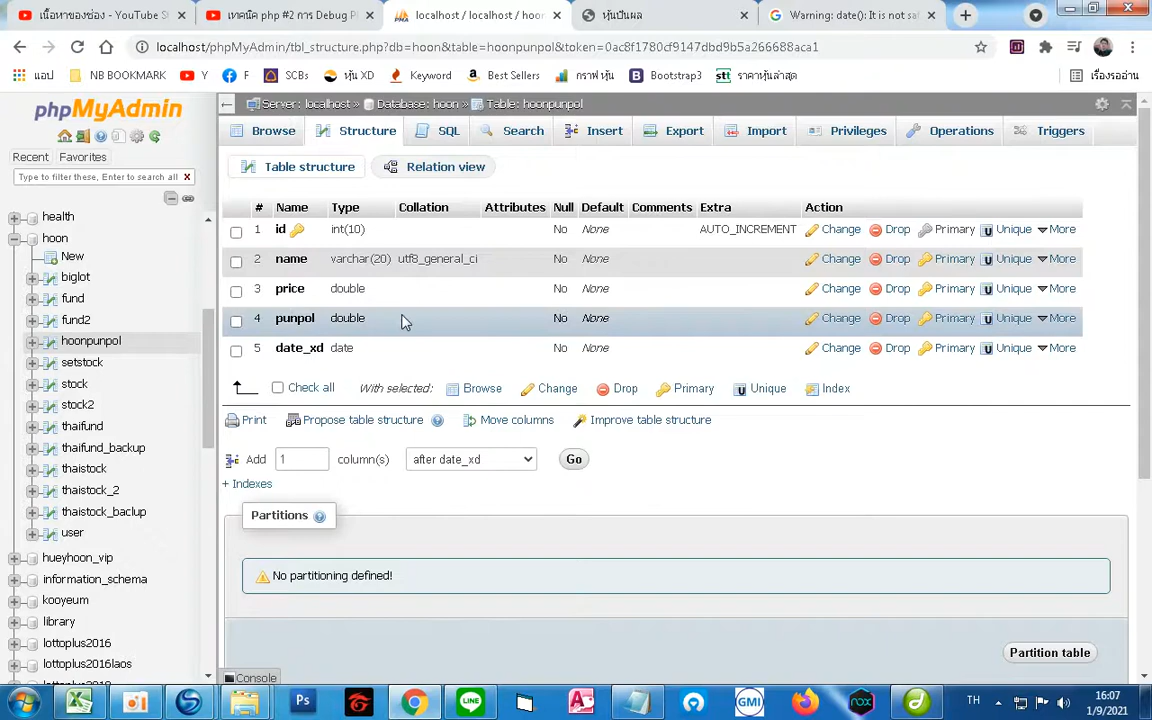 เนื้อหาของช่อง - YouTube S
เทคนิค php #2 การ Debug P
localhost / localhost / hoon
หุ้นปันผล
Warning: date(): It is not sa
localhost/phpMyAdmin/tbl_structure.php?db=hoon&table=hoonpunpol&token=0ac8f1780cf9147dbd9b5a266688aca1
แอป
NB BOOKMARK
Y
F
SCBs
หุ้น XD
Keyword
Best Sellers
กราฟ หุ้น
Bootstrap3
stt
ราคาหุ้นล่าสุด
เรื่องรออ่าน
phpMyAdmin
Recent
Favorites
Type to filter these, Enter to search all
X
health
hoon
New
biglot
fund
fund2
hoonpunpol
setstock
stock
stock2
thaifund
thaifund_backup
thaistock
thaistock_2
thaistock_baclup
user
hueyhoon_vip
information_schema
kooyeum
library
lottoplus2016
lottoplus2016laos
Server: localhost » Database: hoon » Table: hoonpunpol
Browse
Structure
SQL
Search
Insert
Export
Import
Privileges
Operations
Triggers
Table structure
Relation view
# Name Type Collation Attributes Null Default Comments Extra Action
1 id int(10) No None AUTO_INCREMENT Change Drop Primary Unique More
2 name varchar(20) utf8_general_ci No None Change Drop Primary Unique More
3 price double No None Change Drop Primary Unique More
4 punpol double No None Change Drop Primary Unique More
5 date_xd date No None Change Drop Primary Unique More
Check all With selected: Browse Change Drop Primary Unique Index
Print Propose table structure Move columns Improve table structure
Add 1 column(s) after date_xd Go
+ Indexes
Partitions
No partitioning defined!
Partition table
Console
Ps
LINE
GMI
nox
TH
16:07
1/9/2021